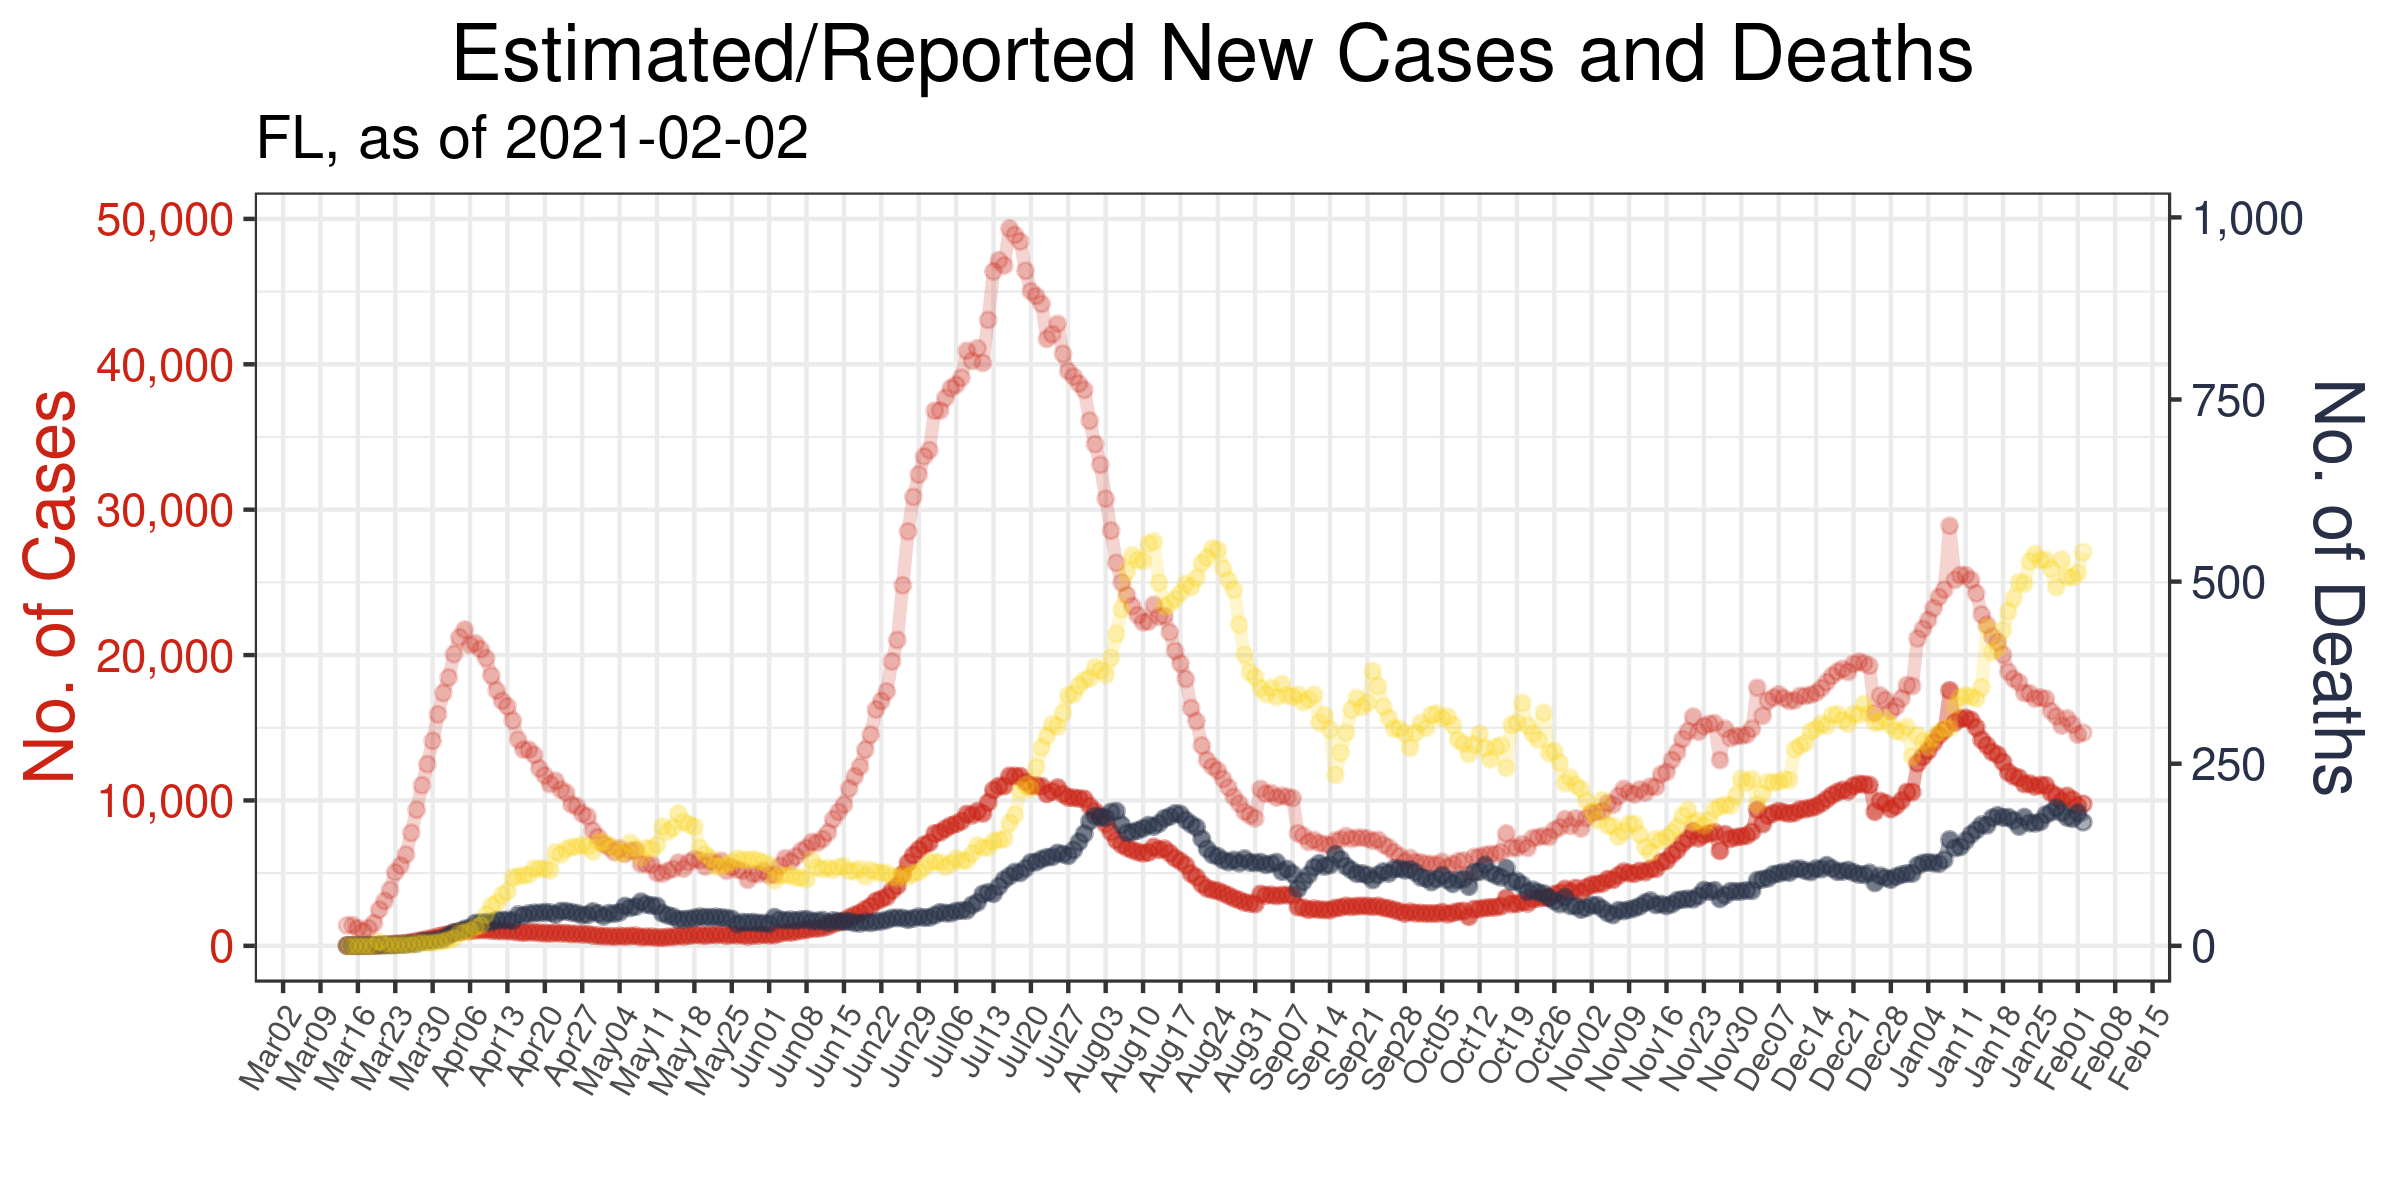 Estimated/Reported New Cases and Deaths
FL, as of 2021-02-02
No. of Cases
50,000
40,000
30,000
20,000
10,000
0
1,000
750
500
250
0
No. of Deaths
Mar02
Mar09
Mar16
Mar23
Mar30
Apr06
Apr13
Apr20
Apr27
May04
May11
May18
May25
Jun01
Jun08
Jun15
Jun22
Jun29
Jul06
Jul13
Jul20
Jul27
Aug03
Aug10
Aug17
Aug24
Aug31
Sep07
Sep14
Sep21
Sep28
Oct05
Oct12
Oct19
Oct26
Nov02
Nov09
Nov16
Nov23
Nov30
Dec07
Dec14
Dec21
Dec28
Jan04
Jan11
Jan18
Jan25
Feb01
Feb08
Feb15